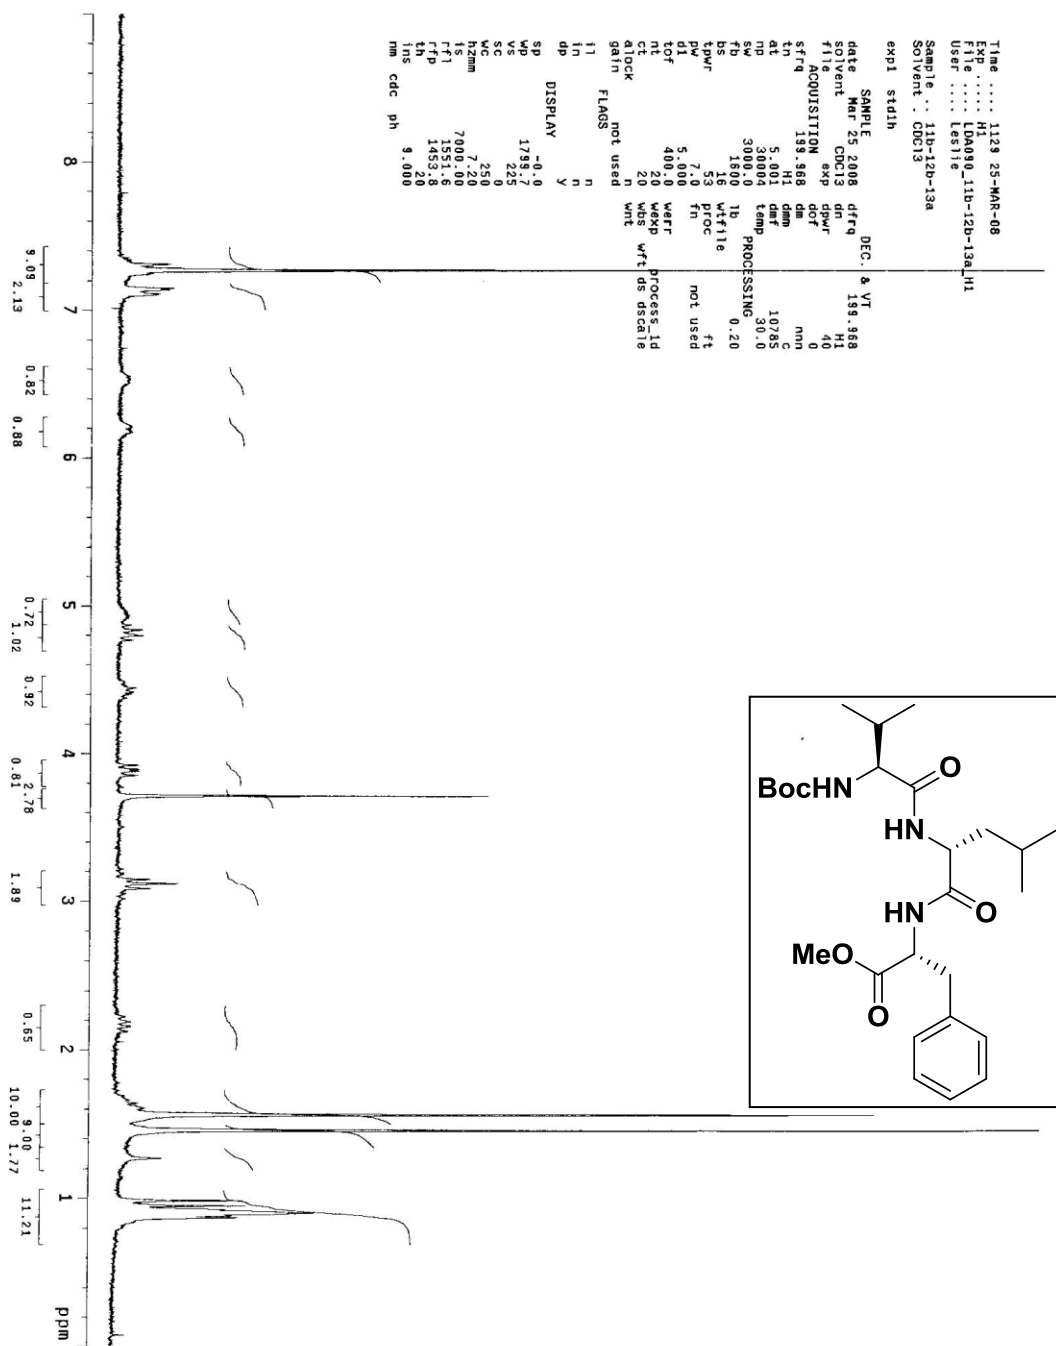 Time .... 1129 25-MAR-08
Exp ..... H1
File .... LDA090_11b-12b-13a_H1
User .... Leslie
Sample .. 11b-12b-13a
Solvent . CDCl3
exp1 stdlh
SAMPLE DEC. & VT
date Mar 25 2008 dfrq 199.968
solvent CDCl3 dn H1
file exp dpwr 40
ACQUISITION dof 0
sfrq 199.968 dm nnn
tn H1 dmm c
at 5.001 dmf 10785
np 30004 temp 30.0
sw 3000.0 PROCESSING
fb 1600 lb 0.20
bs 16 wtfile
tpwr 53 proc ft
pw 7.0 fn not used
d1 5.000
tof 400.0 werr
nt 20 wexp process_1d
ct 20 wbs wft ds dscale
alock n wnt
gain not used
FLAGS
il n
in n
dp y
DISPLAY
sp -0.0
wp 1799.7
vs 225
sc 0
wc 250
hzmm 7.20
is 7000.00
rfl 1551.6
rfp 1453.8
th 20
ins 9.000
nm cdc ph
8 7 6 5 4 3 2 1 ppm
9.09 2.13 0.82 0.88 0.72 1.02 0.92 0.81 2.78 1.89 0.65 10.00 9.00 1.77 11.21
BocHN
O
HN
HN
O
MeO
O